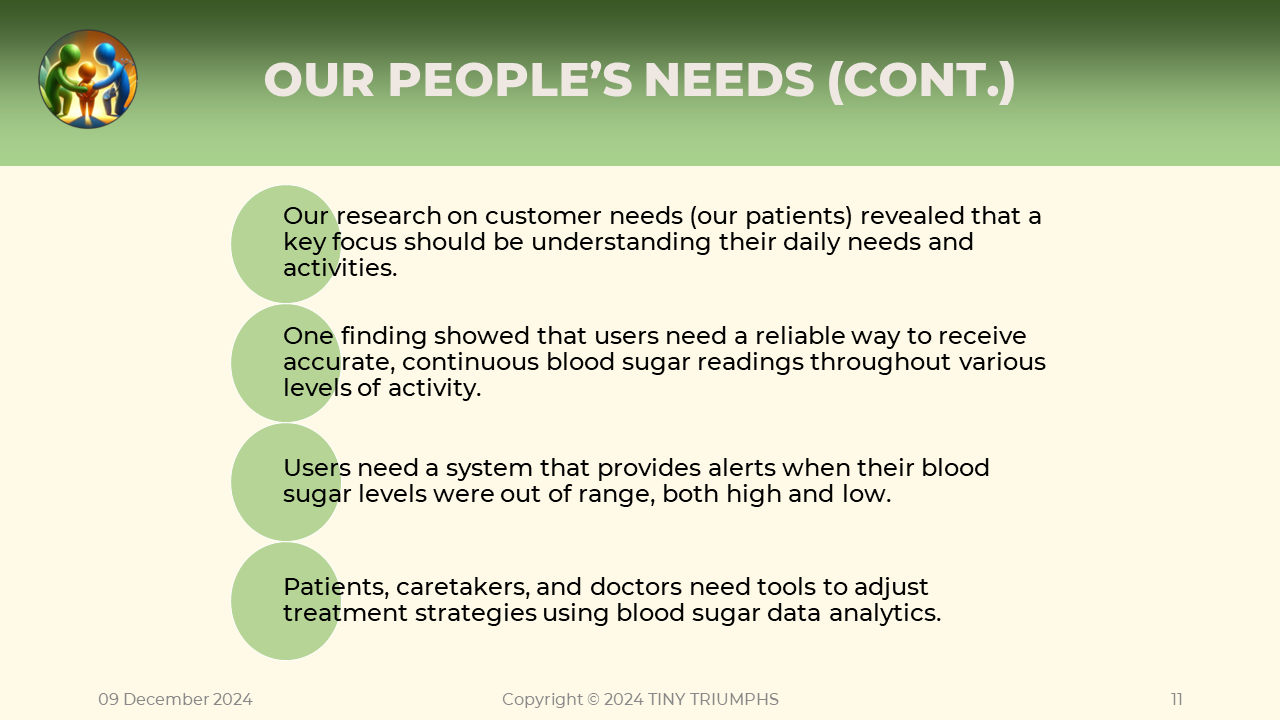 OUR PEOPLE’S NEEDS (CONT.)
Our research on customer needs (our patients) revealed that a
key focus should be understanding their daily needs and
activities.
One finding showed that users need a reliable way to receive
accurate, continuous blood sugar readings throughout various
levels of activity.
Users need a system that provides alerts when their blood
sugar levels were out of range, both high and low.
Patients, caretakers, and doctors need tools to adjust
treatment strategies using blood sugar data analytics.
09 December 2024
Copyright © 2024 TINY TRIUMPHS
11